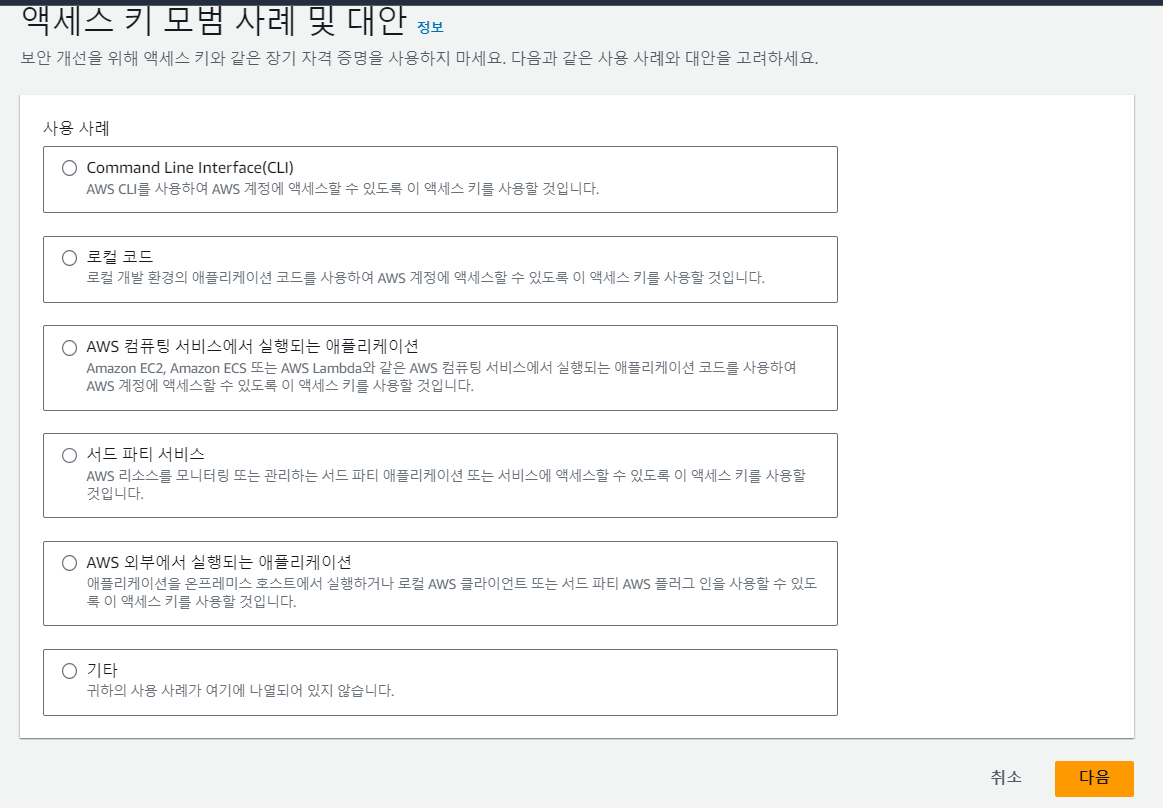 액세스 키 모범 사례 및 대안 정보
보안 개선을 위해 액세스 키와 같은 장기 자격 증명을 사용하지 마세요. 다음과 같은 사용 사례와 대안을 고려하세요.
사용 사례
Command Line Interface(CLI)
AWS CLI를 사용하여 AWS 계정에 액세스할 수 있도록 이 액세스 키를 사용할 것입니다.
로컬 코드
로컬 개발 환경의 애플리케이션 코드를 사용하여 AWS 계정에 액세스할 수 있도록 이 액세스 키를 사용할 것입니다.
AWS 컴퓨팅 서비스에서 실행되는 애플리케이션
Amazon EC2, Amazon ECS 또는 AWS Lambda와 같은 AWS 컴퓨팅 서비스에서 실행되는 애플리케이션 코드를 사용하여
AWS 계정에 액세스할 수 있도록 이 액세스 키를 사용할 것입니다.
서드 파티 서비스
AWS 리소스를 모니터링 또는 관리하는 서드 파티 애플리케이션 또는 서비스에 액세스할 수 있도록 이 액세스 키를 사용할
것입니다.
AWS 외부에서 실행되는 애플리케이션
애플리케이션을 온프레미스 호스트에서 실행하거나 로컬 AWS 클라이언트 또는 서드 파티 AWS 플러그 인을 사용할 수 있도
록 이 액세스 키를 사용할 것입니다.
기타
귀하의 사용 사례가 여기에 나열되어 있지 않습니다.
취소 다음